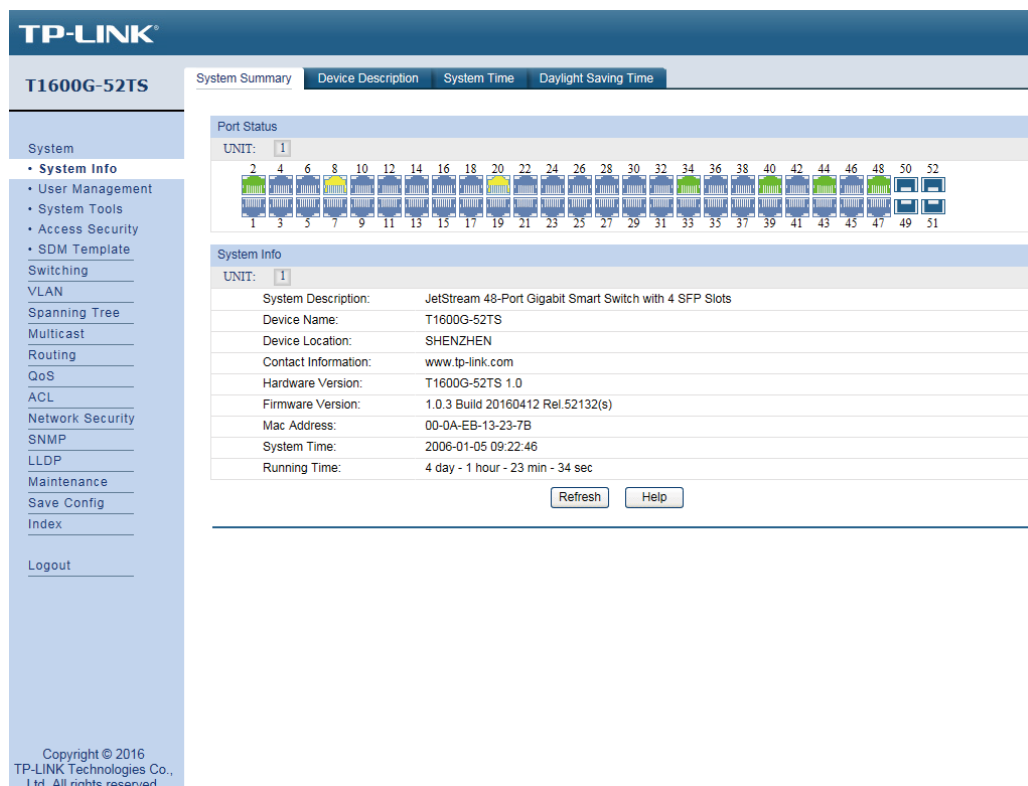 TP-LINK®
T1600G-52TS
System Summary Device Description System Time Daylight Saving Time
System
• System Info
• User Management
• System Tools
• Access Security
• SDM Template
Switching
VLAN
Spanning Tree
Multicast
Routing
QoS
ACL
Network Security
SNMP
LLDP
Maintenance
Save Config
Index
Logout
Copyright © 2016
TP-LINK Technologies Co.,
Ltd. All rights reserved.
Port Status
UNIT: 1
2 4 6 8 10 12 14 16 18 20 22 24 26 28 30 32 34 36 38 40 42 44 46 48 50 52
1 3 5 7 9 11 13 15 17 19 21 23 25 27 29 31 33 35 37 39 41 43 45 47 49 51
System Info
UNIT: 1
System Description: JetStream 48-Port Gigabit Smart Switch with 4 SFP Slots
Device Name: T1600G-52TS
Device Location: SHENZHEN
Contact Information: www.tp-link.com
Hardware Version: T1600G-52TS 1.0
Firmware Version: 1.0.3 Build 20160412 Rel.52132(s)
Mac Address: 00-0A-EB-13-23-7B
System Time: 2006-01-05 09:22:46
Running Time: 4 day - 1 hour - 23 min - 34 sec
Refresh Help